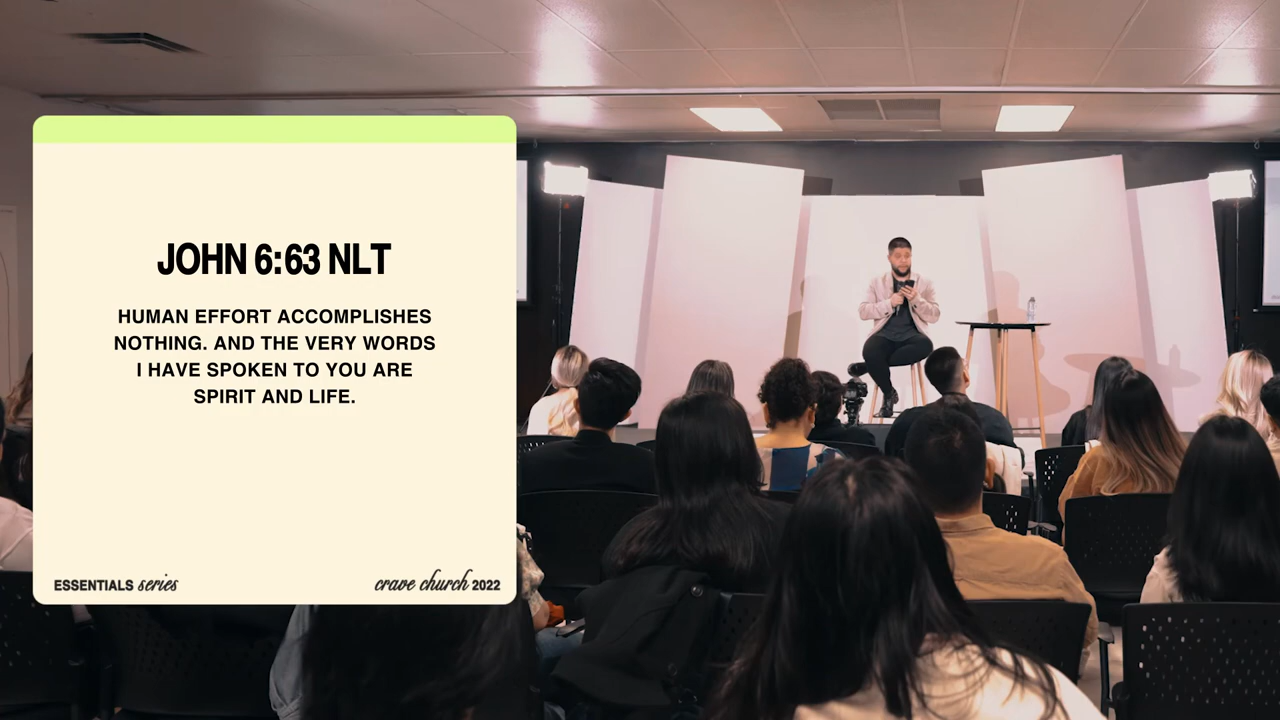 JOHN 6:63 NLT
HUMAN EFFORT ACCOMPLISHES
NOTHING. AND THE VERY WORDS
I HAVE SPOKEN TO YOU ARE
SPIRIT AND LIFE.
ESSENTIALS series
crave church 2022